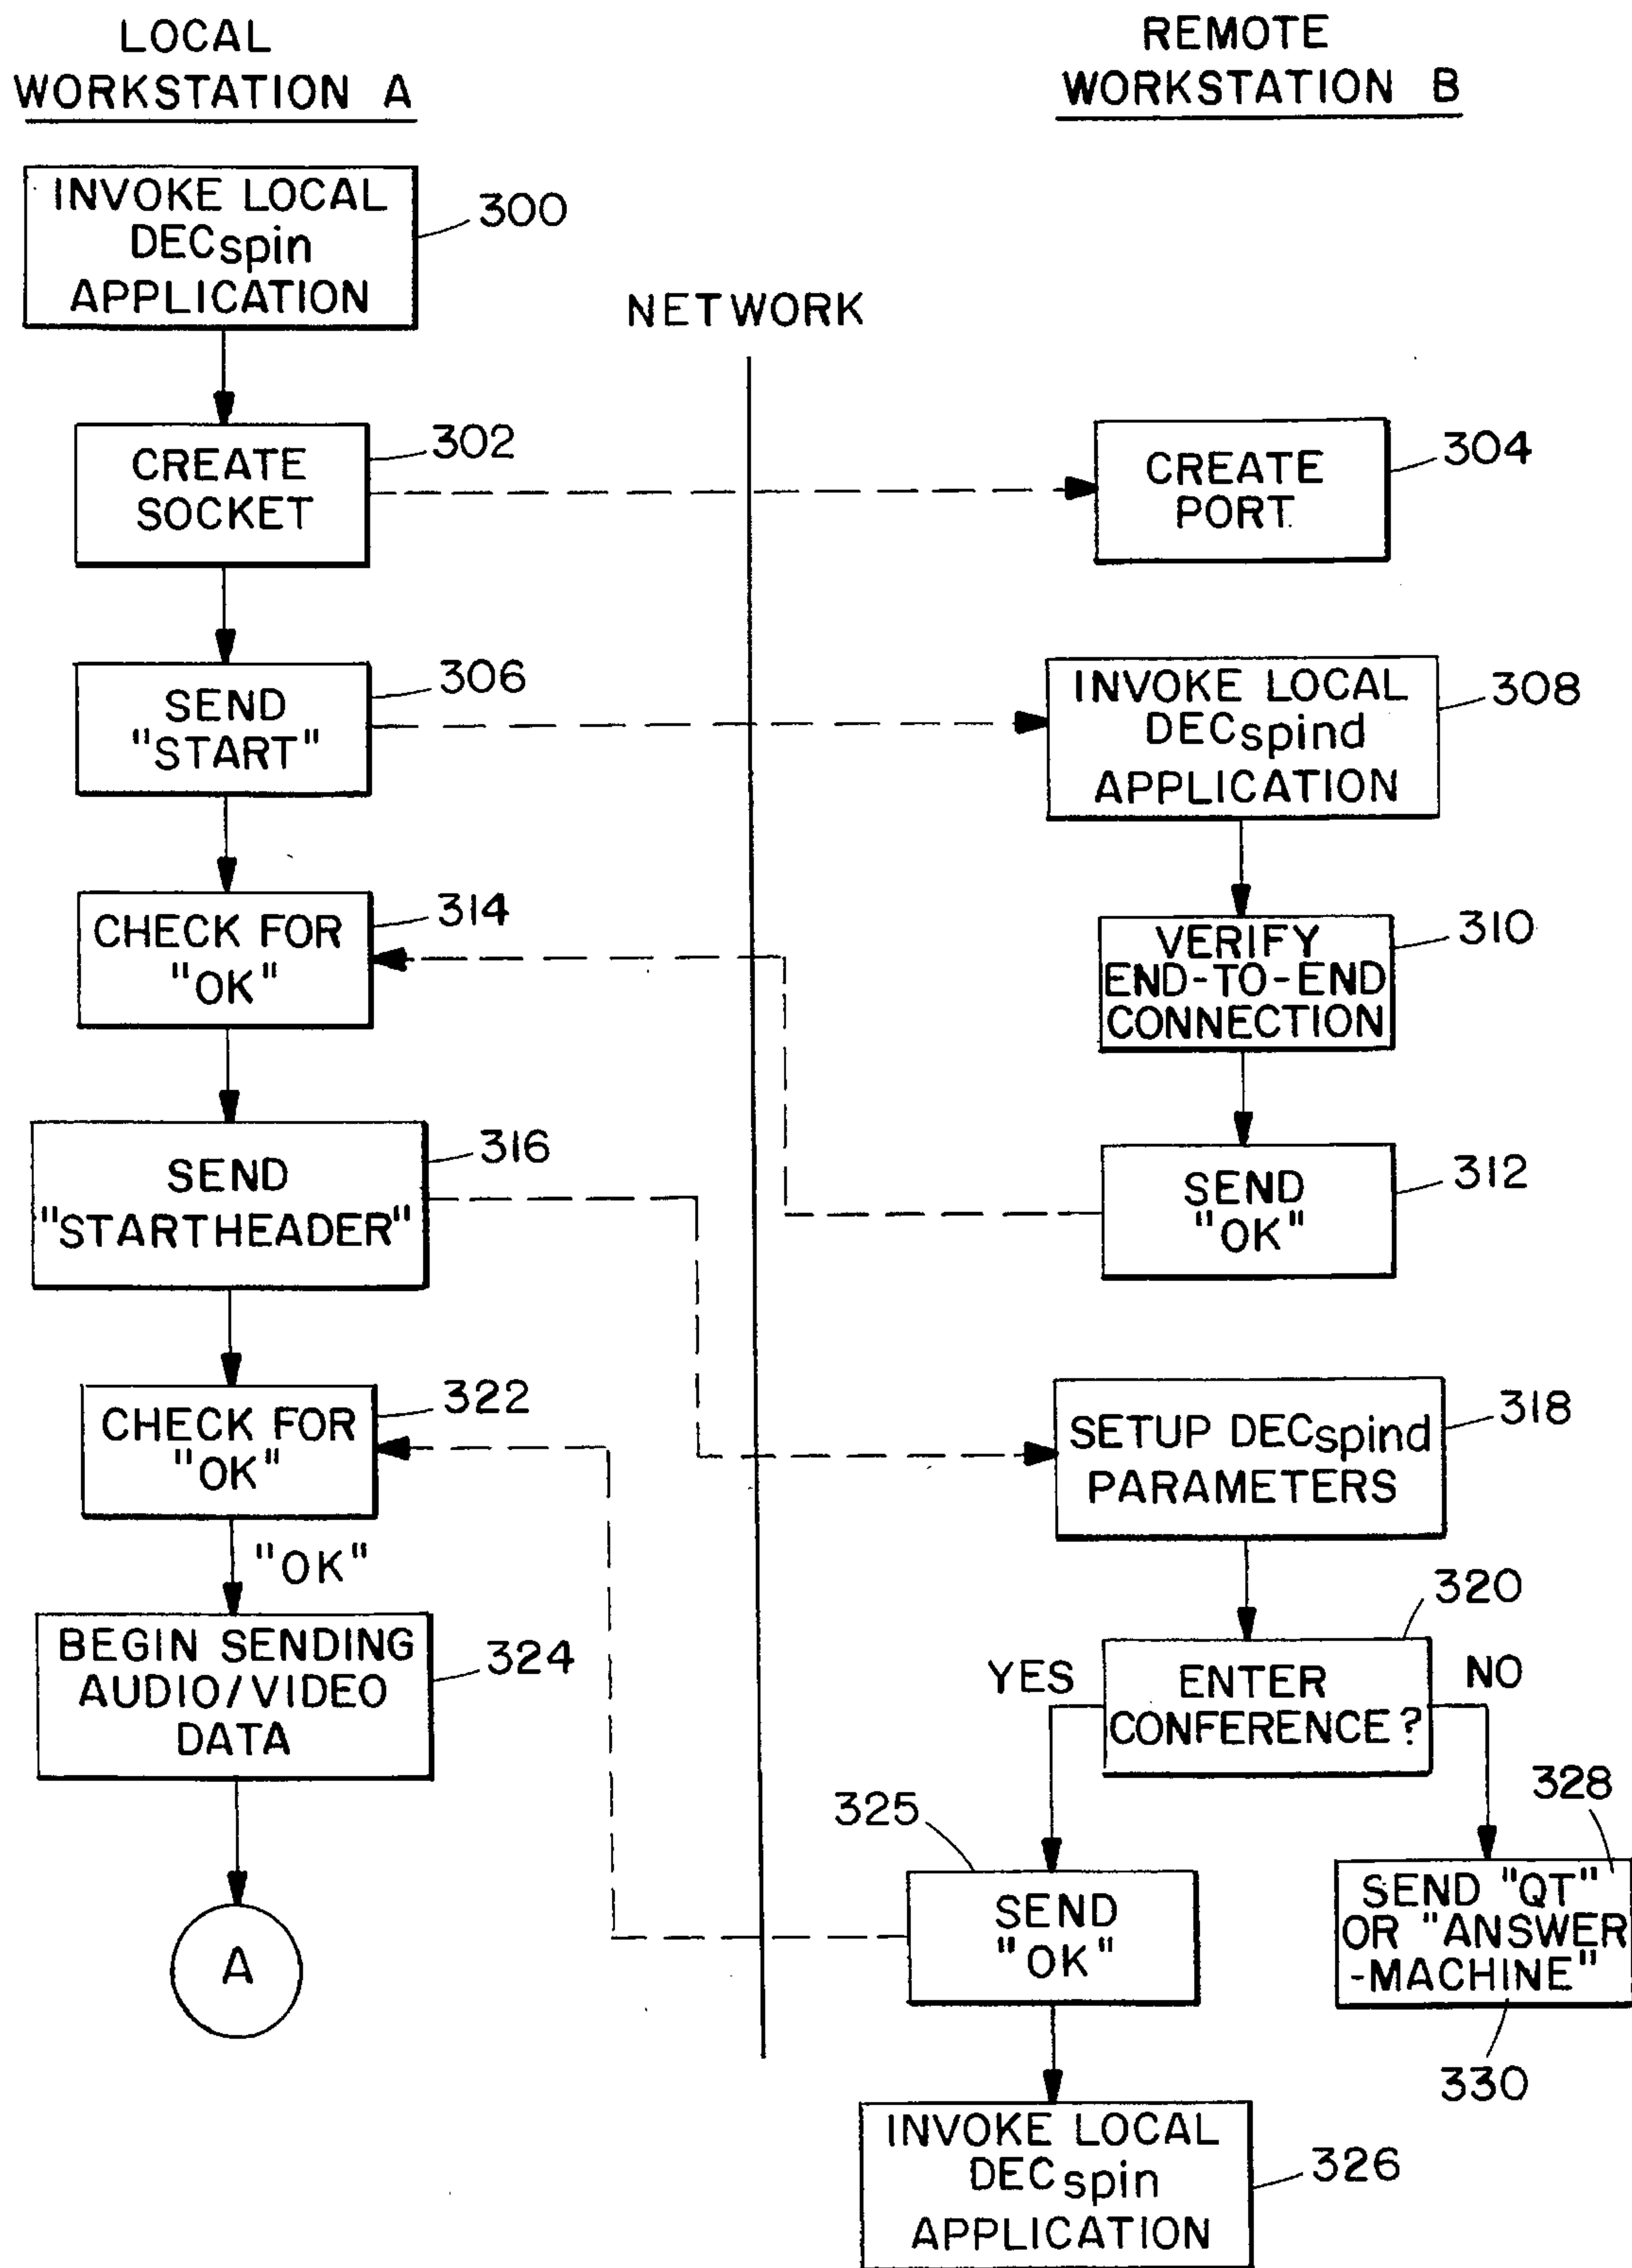 LOCAL
WORKSTATION A
REMOTE
WORKSTATION B
INVOKE LOCAL
DECspin
APPLICATION
300
NETWORK
CREATE
SOCKET
302
CREATE
PORT
304
SEND
"START"
306
INVOKE LOCAL
DECspind
APPLICATION
308
CHECK FOR
"OK"
314
VERIFY
END-TO-END
CONNECTION
310
SEND
"STARTHEADER"
316
SEND
"OK"
312
CHECK FOR
"OK"
322
SETUP DECspind
PARAMETERS
318
"OK"
BEGIN SENDING
AUDIO/VIDEO
DATA
324
320
YES
ENTER
CONFERENCE?
NO
A
325
SEND
"OK"
328
SEND "QT"
OR "ANSWER
-MACHINE"
330
INVOKE LOCAL
DECspin
APPLICATION
326